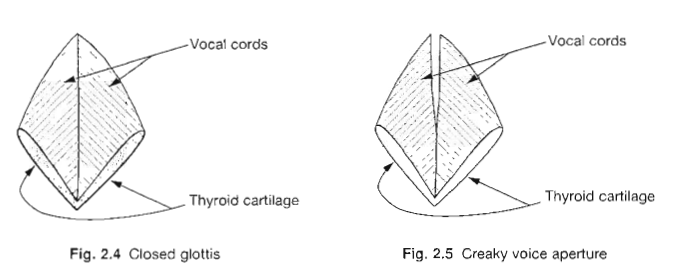 Vocal cords
Thyroid cartilage
Fig. 2.4 Closed glottis
Vocal cords
Thyroid cartilage
Fig. 2.5 Creaky voice aperture